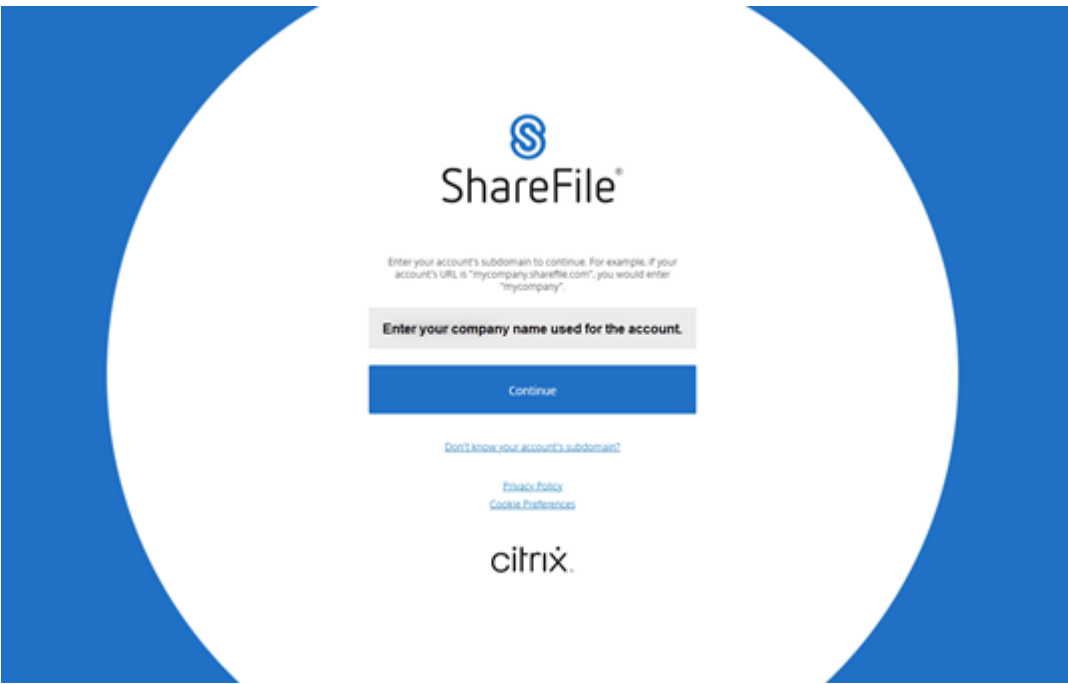 ShareFile®
Enter your account's subdomain to continue. For example, if your
account's URL is "mycompany.sharefile.com", you would enter
"mycompany".
Enter your company name used for the account.
Continue
Don't know your account's subdomain?
Privacy Policy
Cookie Preferences
citrix.